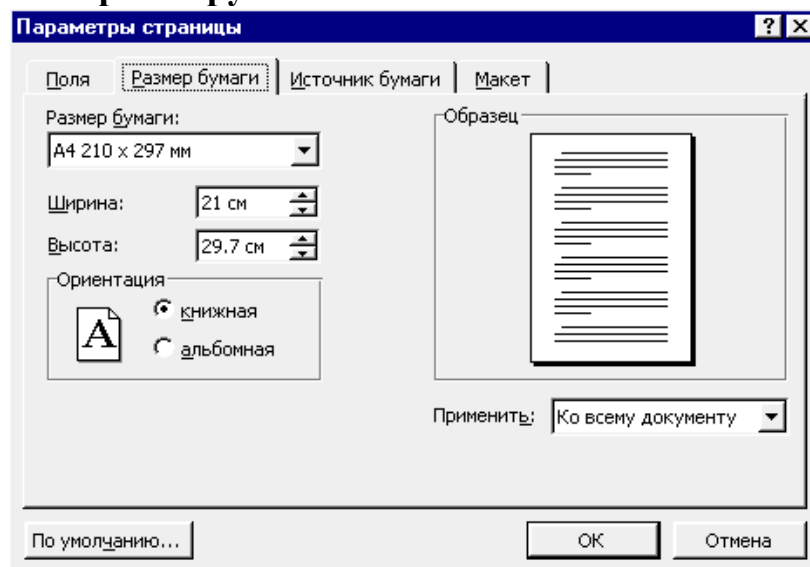 Параметры страницы
Поля Размер бумаги Источник бумаги Макет
Размер бумаги:
A4 210 x 297 мм
Ширина: 21 см
Высота: 29.7 см
Ориентация
A
книжная
альбомная
Образец
Применить: Ко всему документу
По умолчанию... ОК Отмена